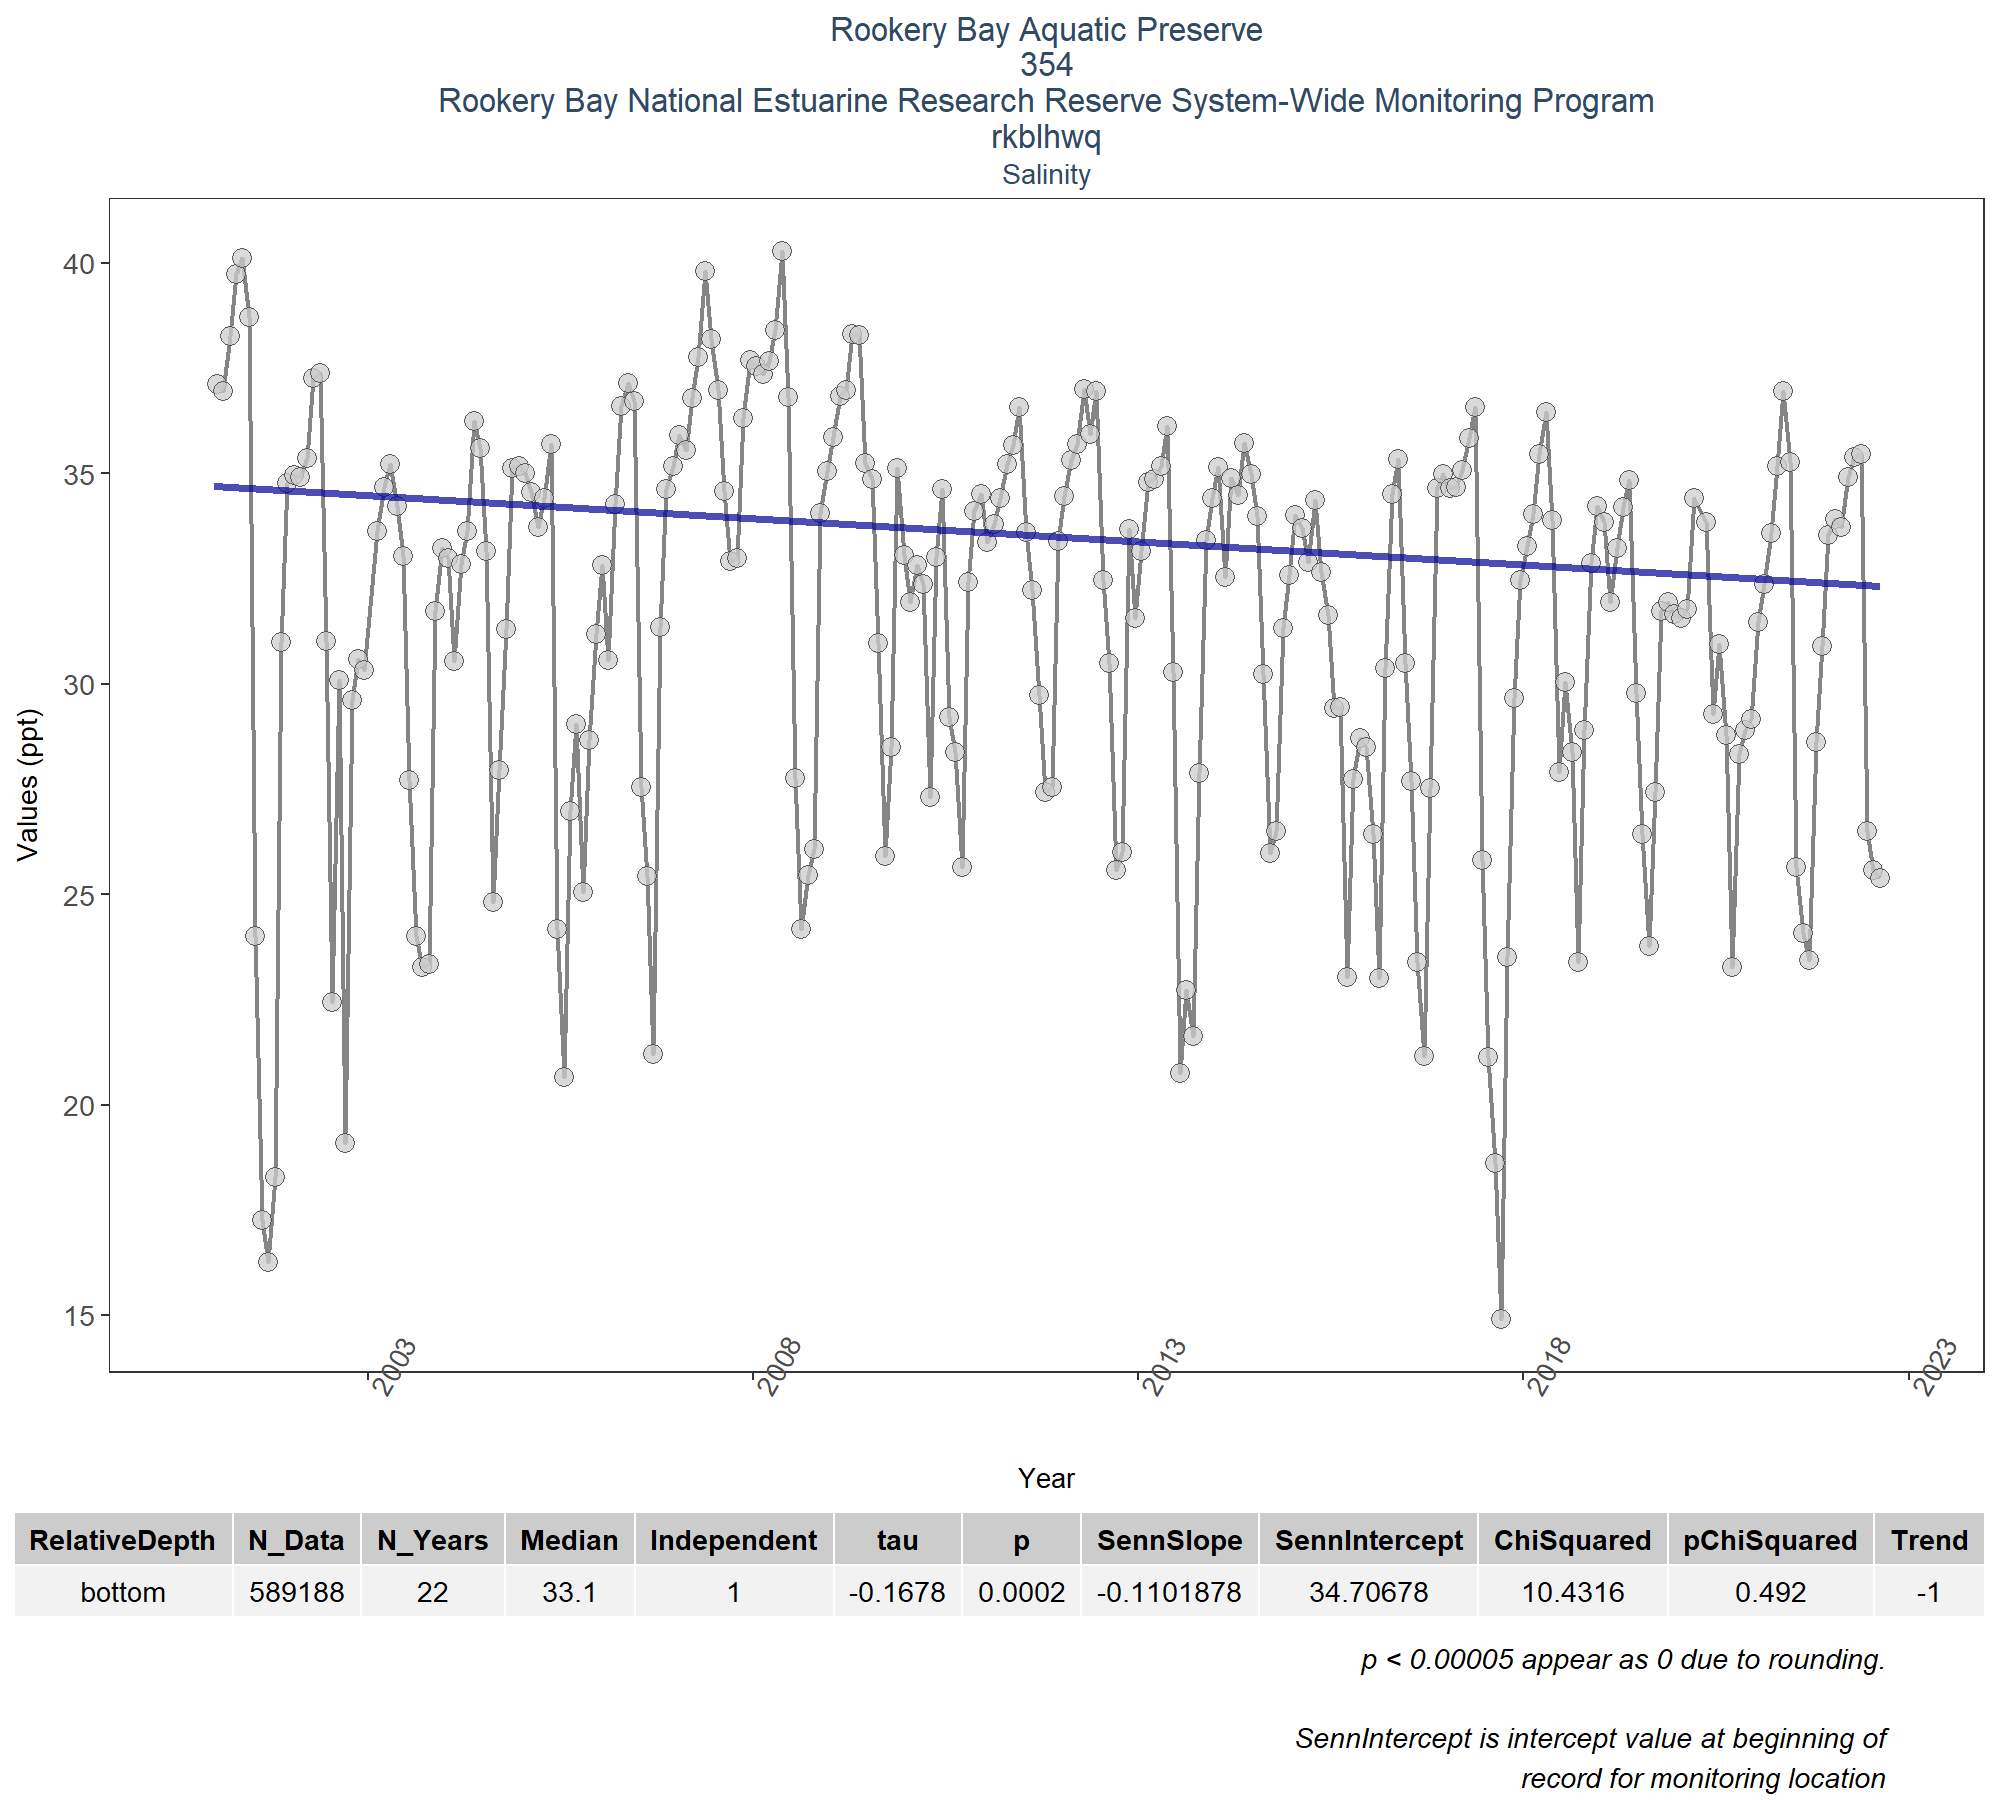 Rookery Bay Aquatic Preserve
354
Rookery Bay National Estuarine Research Reserve System-Wide Monitoring Program
rkblhwq
Salinity
40
35
30
25
20
15
Values (ppt)
2003 2008 2013 2018 2023
Year
RelativeDepth N_Data N_Years Median Independent tau p SennSlope SennIntercept ChiSquared pChiSquared Trend
bottom 589188 22 33.1 1 -0.1678 0.0002 -0.1101878 34.70678 10.4316 0.492 -1
p < 0.00005 appear as 0 due to rounding.
SennIntercept is intercept value at beginning of
record for monitoring location